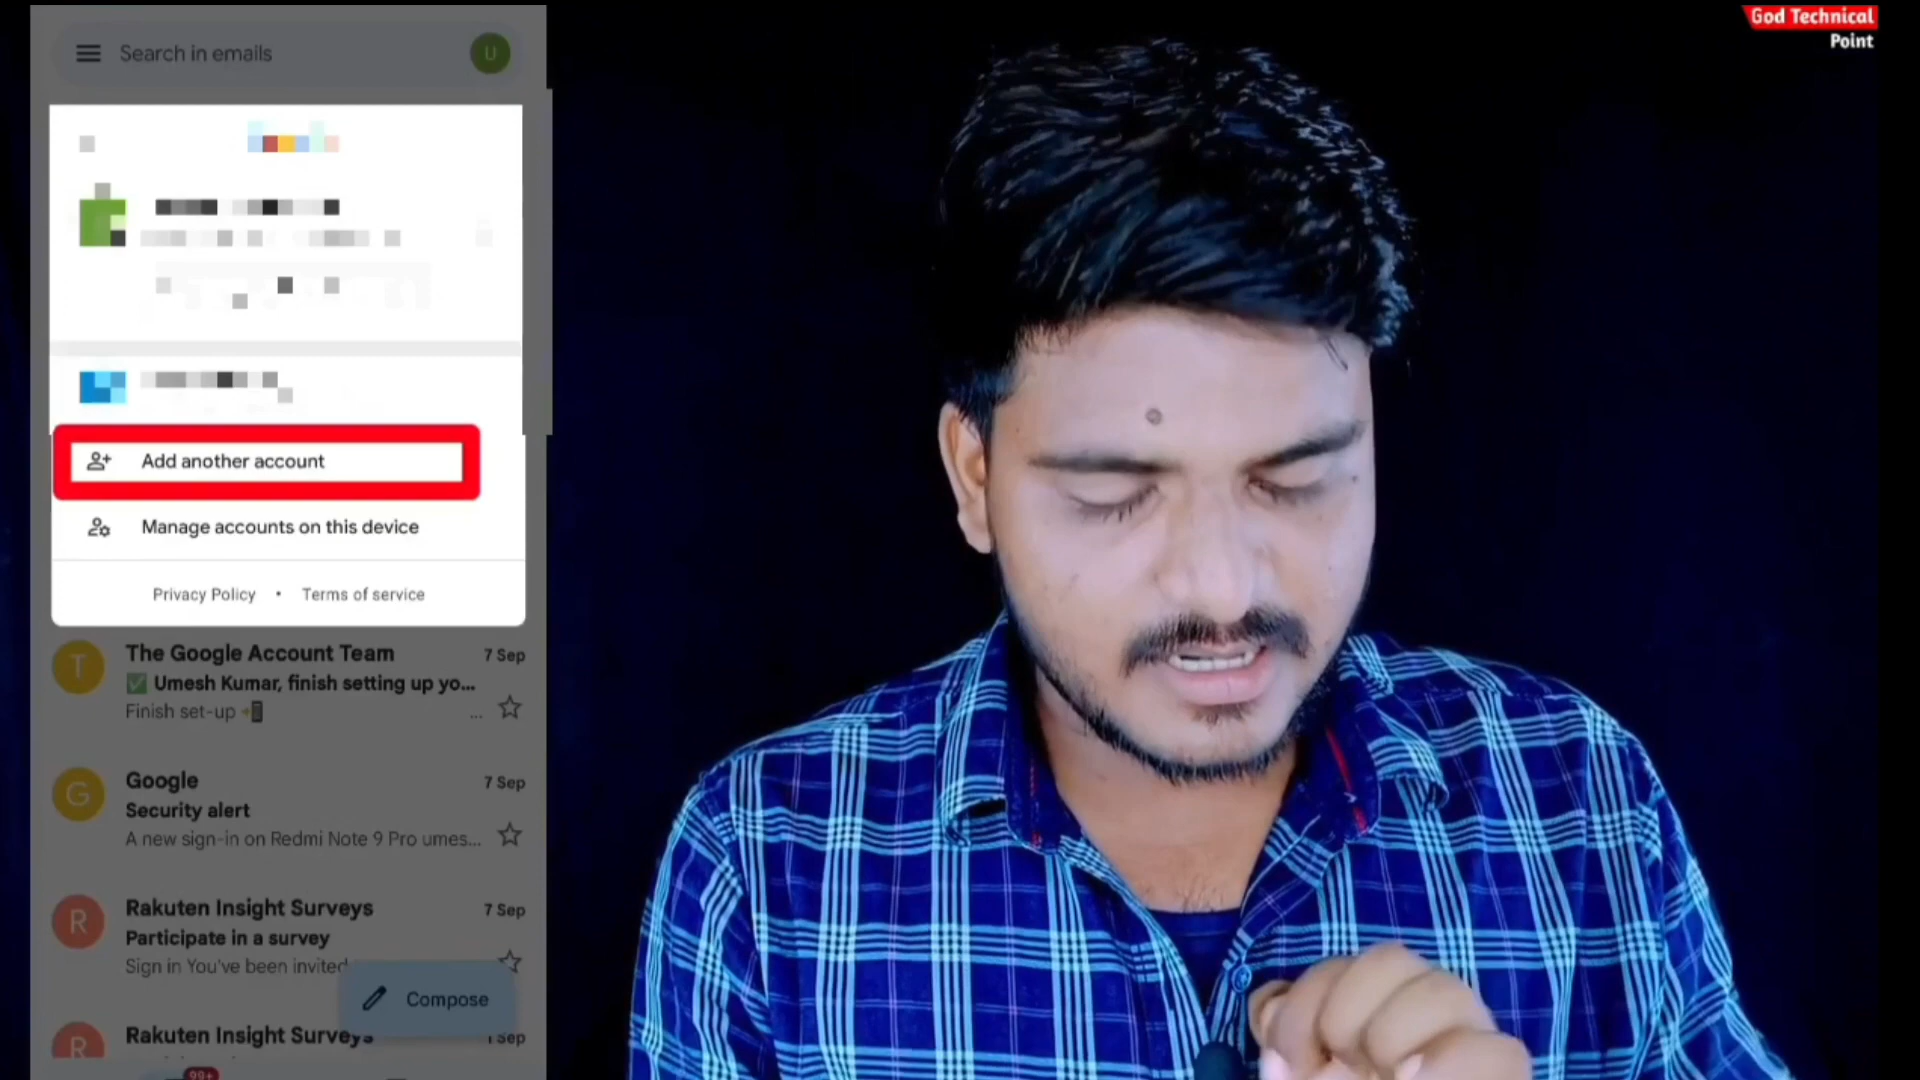 God Technical
Point
Search in emails
U
Add another account
Manage accounts on this device
Privacy Policy • Terms of service
T
The Google Account Team 7 Sep
✅ Umesh Kumar, finish setting up yo...
Finish set-up ...
G
Google 7 Sep
Security alert
A new sign-in on Redmi Note 9 Pro umes...
R
Rakuten Insight Surveys 7 Sep
Participate in a survey
Sign in You've been invited
Compose
R
Rakuten Insight Surveys 1 Sep
99+